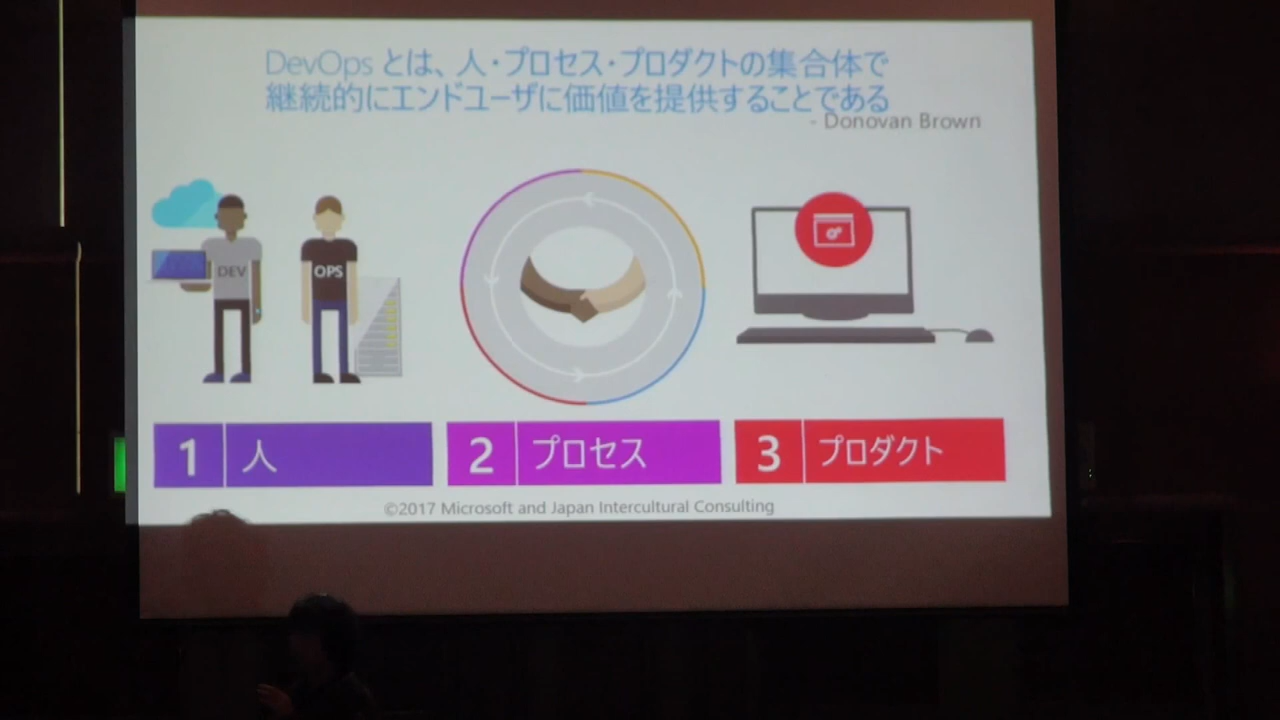 DevOps とは、人・プロセス・プロダクトの集合体で
継続的にエンドユーザに価値を提供することである
- Donovan Brown
DEV
OPS
1 人
2 プロセス
3 プロダクト
©2017 Microsoft and Japan Intercultural Consulting